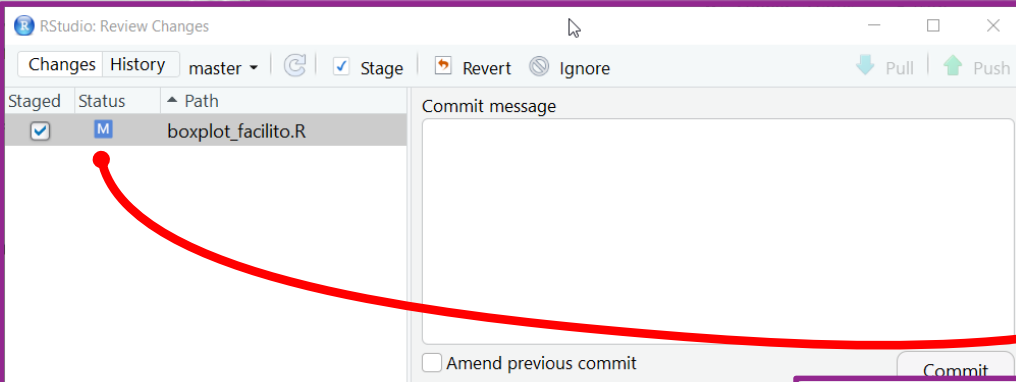 R RStudio: Review Changes
Changes History master Stage Revert Ignore Pull Push
Staged Status Path
M boxplot_facilito.R
Commit message
Amend previous commit
Commit